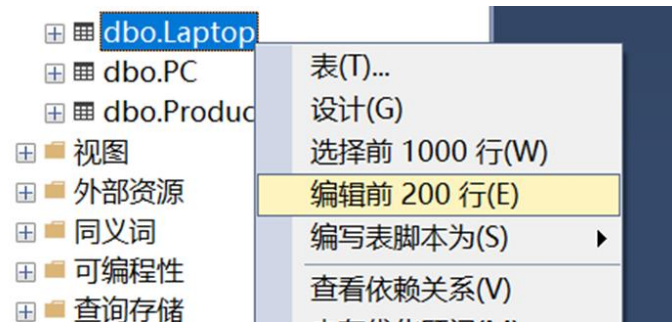 dbo.Laptop
dbo.PC
dbo.Produc
视图
外部资源
同义词
可编程性
查询存储
表(T)...
设计(G)
选择前 1000 行(W)
编辑前 200 行(E)
编写表脚本为(S)
查看依赖关系(V)